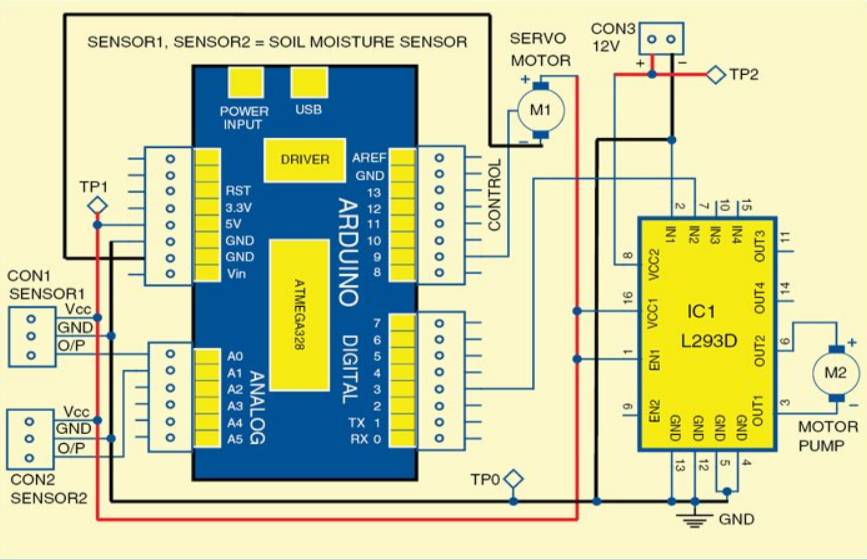 SENSOR1, SENSOR2 = SOIL MOISTURE SENSOR
SERVO
MOTOR
+
M1
−
CON3
12V
+ −
TP2
POWER
INPUT
USB
DRIVER
ARDUINO
ATMEGA328
DIGITAL
ANALOG
CONTROL
RST
3.3V
5V
GND
GND
Vin
AREF
GND
13
12
11
10
9
8
7
6
5
4
3
2
TX 1
RX 0
A0
A1
A2
A3
A4
A5
TP1
CON1
SENSOR1
Vcc
GND
O/P
Vcc
GND
O/P
CON2
SENSOR2
TP0
2
7
10
15
IN1
IN2
IN3
IN4
8
VCC2
16
VCC1
1
EN1
9
EN2
IC1
L293D
OUT3
11
OUT4
14
OUT2
6
OUT1
3
GND
GND
GND
GND
13
12
5
4
+
M2
−
MOTOR
PUMP
GND